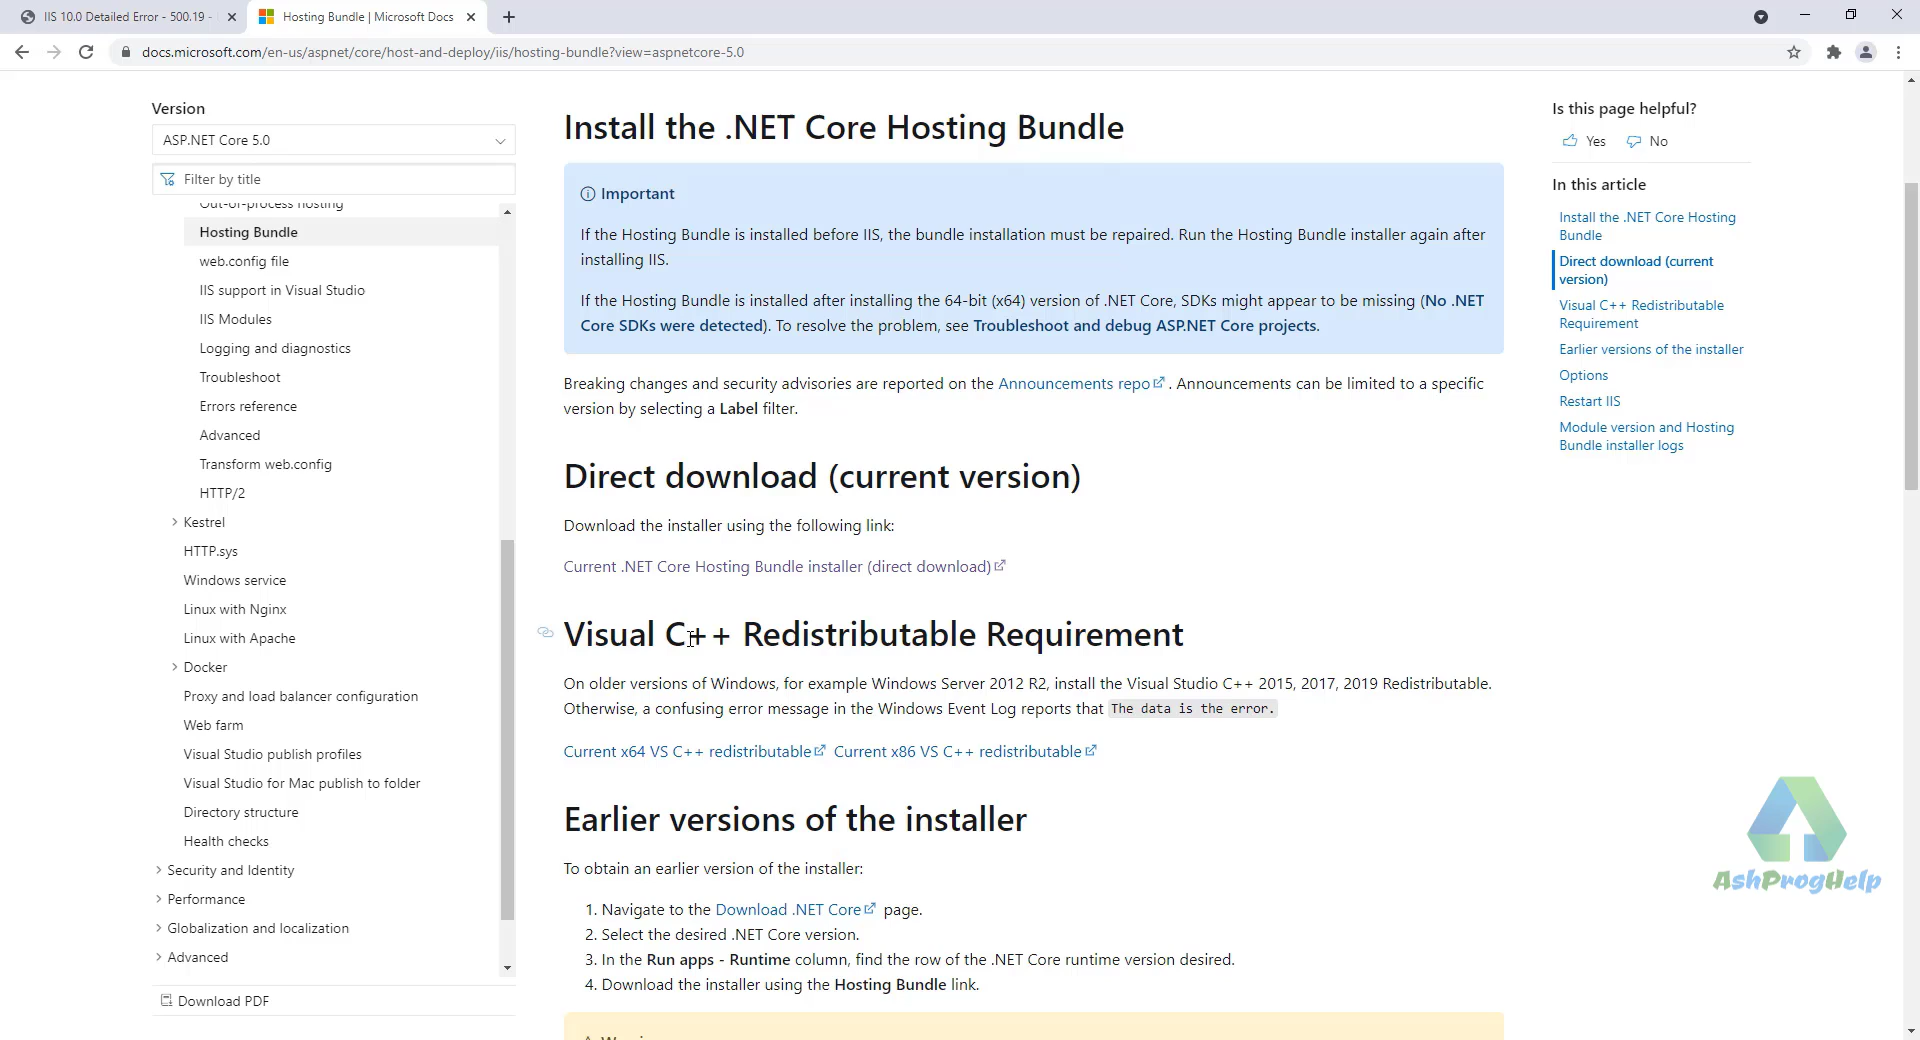 IIS 10.0 Detailed Error - 500.19 -
Hosting Bundle | Microsoft Docs
docs.microsoft.com/en-us/aspnet/core/host-and-deploy/iis/hosting-bundle?view=aspnetcore-5.0
Version
ASP.NET Core 5.0
Filter by title
Out-of-process hosting
Hosting Bundle
web.config file
IIS support in Visual Studio
IIS Modules
Logging and diagnostics
Troubleshoot
Errors reference
Advanced
Transform web.config
HTTP/2
Kestrel
HTTP.sys
Windows service
Linux with Nginx
Linux with Apache
Docker
Proxy and load balancer configuration
Web farm
Visual Studio publish profiles
Visual Studio for Mac publish to folder
Directory structure
Health checks
Security and Identity
Performance
Globalization and localization
Advanced
Download PDF
Install the .NET Core Hosting Bundle
Important
If the Hosting Bundle is installed before IIS, the bundle installation must be repaired. Run the Hosting Bundle installer again after
installing IIS.
If the Hosting Bundle is installed after installing the 64-bit (x64) version of .NET Core, SDKs might appear to be missing (No .NET
Core SDKs were detected). To resolve the problem, see Troubleshoot and debug ASP.NET Core projects.
Breaking changes and security advisories are reported on the Announcements repo . Announcements can be limited to a specific
version by selecting a Label filter.
Direct download (current version)
Download the installer using the following link:
Current .NET Core Hosting Bundle installer (direct download)
Visual C++ Redistributable Requirement
On older versions of Windows, for example Windows Server 2012 R2, install the Visual Studio C++ 2015, 2017, 2019 Redistributable.
Otherwise, a confusing error message in the Windows Event Log reports that The data is the error.
Current x64 VS C++ redistributable Current x86 VS C++ redistributable
Earlier versions of the installer
To obtain an earlier version of the installer:
1. Navigate to the Download .NET Core page.
2. Select the desired .NET Core version.
3. In the Run apps - Runtime column, find the row of the .NET Core runtime version desired.
4. Download the installer using the Hosting Bundle link.
Is this page helpful?
Yes No
In this article
Install the .NET Core Hosting
Bundle
Direct download (current
version)
Visual C++ Redistributable
Requirement
Earlier versions of the installer
Options
Restart IIS
Module version and Hosting
Bundle installer logs
AshProgHelp